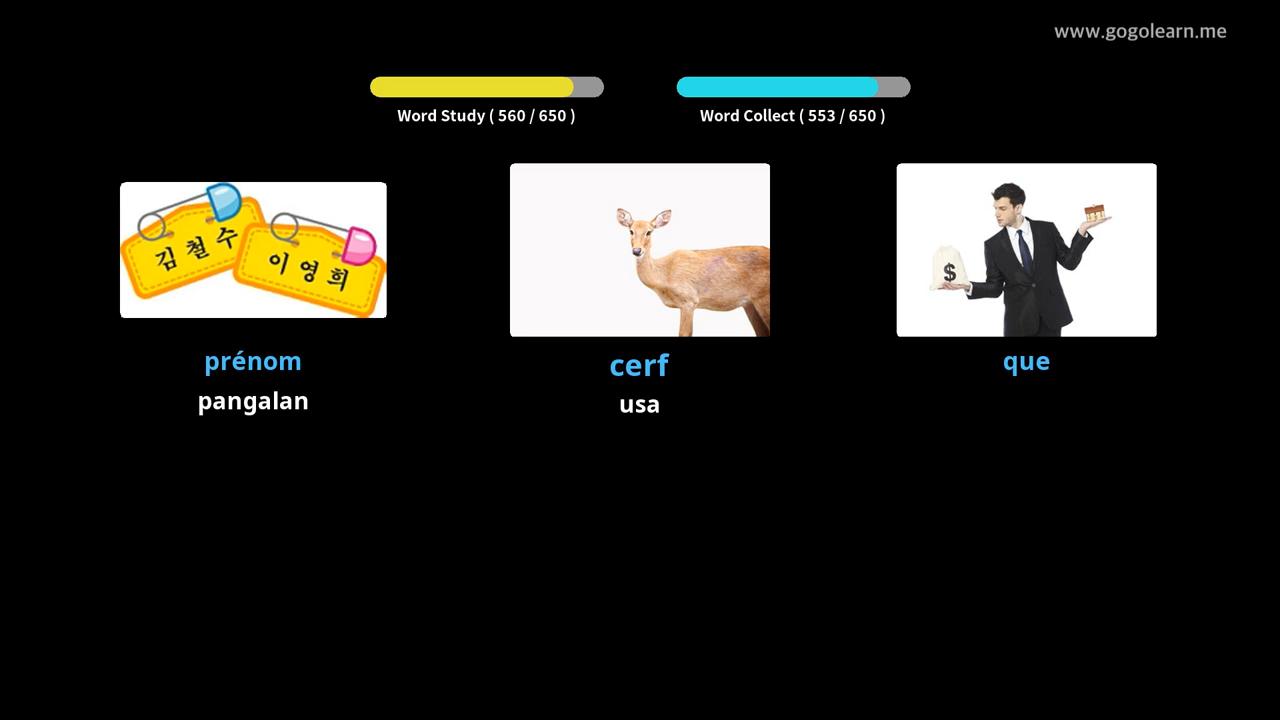 www.gogolearn.me
Word Study ( 560 / 650 )
Word Collect ( 553 / 650 )
김철수
이영희
$
prénom
cerf
que
pangalan
usa